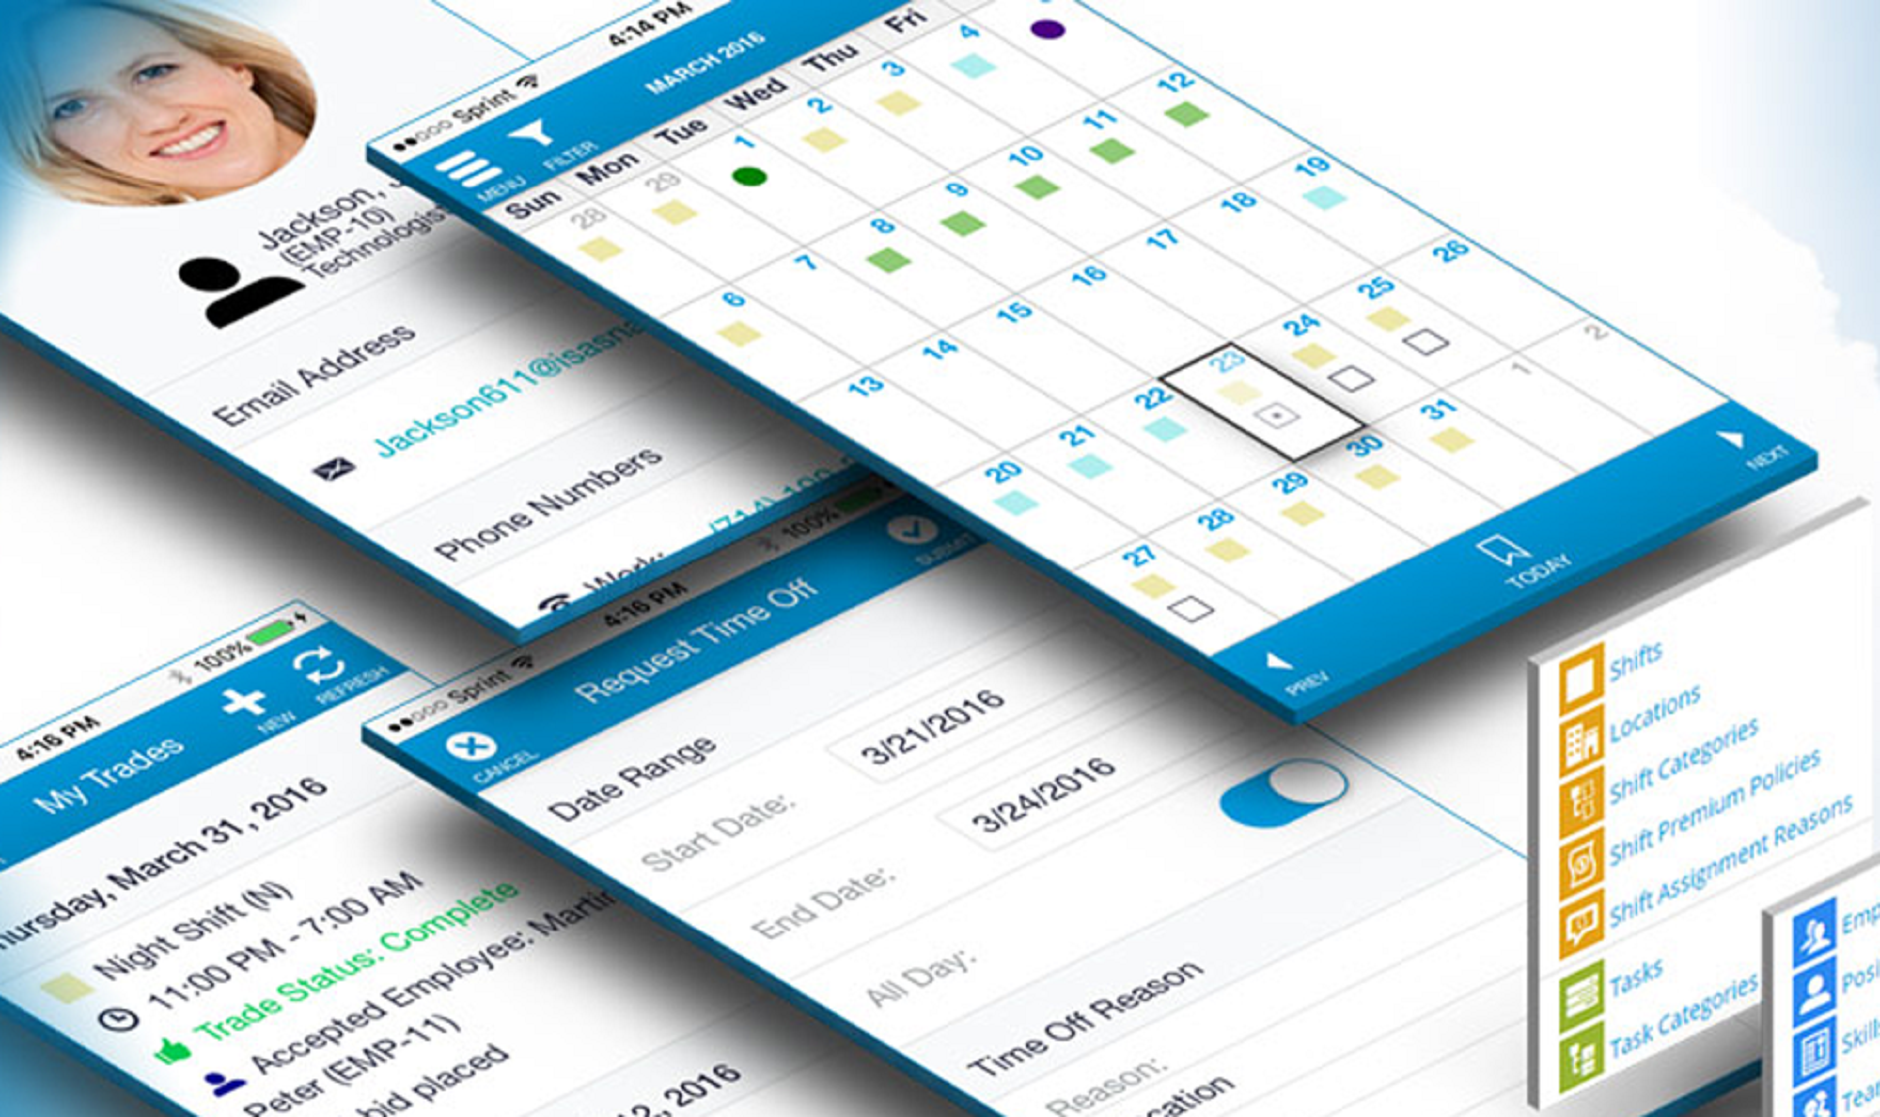 Jackson, J
(EMP-10)
Technologist
Email Address
Jackson611@isasna
Phone Numbers
(714) 100
Work:
Sprint
4:14 PM
MENU
FILTER
MARCH 2016
Sun Mon Tue Wed Thu Fri
28 29 1 2 3 4
6 7 8 9 10 11 12
13 14 15 16 17 18 19
20 21 22 23 24 25 26
27 28 29 30 31 1 2
PREV
TODAY
NEXT
4:16 PM
100%
My Trades
NEW
REFRESH
hursday, March 31, 2016
Night Shift (N)
11:00 PM - 7:00 AM
Trade Status: Complete
Accepted Employee: Martin
Peter (EMP-11)
bid placed
12, 2016
Sprint
4:16 PM
100%
CANCEL
Request Time Off
SUBMIT
Date Range
Start Date:
3/21/2016
End Date:
3/24/2016
All Day:
Time Off Reason
Reason:
cation
Shifts
Locations
Shift Categories
Shift Premium Policies
Shift Assignment Reasons
Tasks
Task Categories
Emp
Posi
Skill
Tea